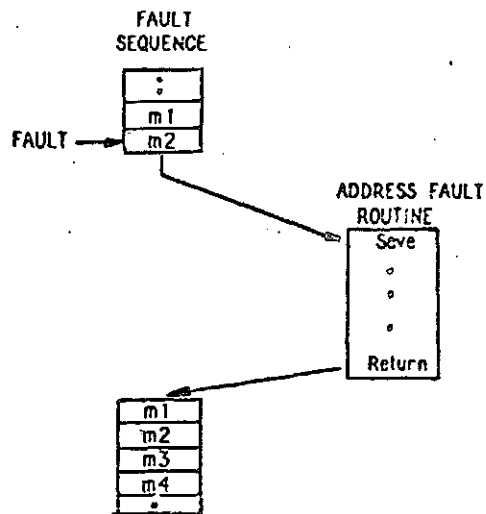 FAULT
SEQUENCE
m1
FAULT
m2
ADDRESS FAULT
ROUTINE
Save
Return
m1
m2
m3
m4